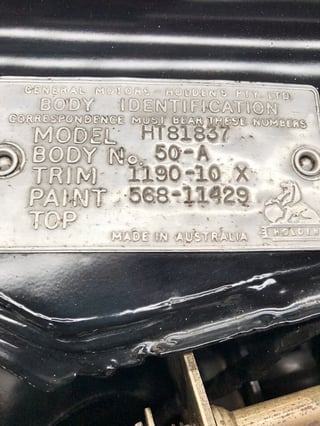 GENERAL MOTORS-HOLDEN'S PTY. LTD.
BODY IDENTIFICATION
CORRESPONDENCE MUST BEAR THESE NUMBERS
MODEL HT81837
BODY No. 50-A
TRIM 1190-10 X
PAINT 568-11429
TOP
MADE IN AUSTRALIA
HOLDEN